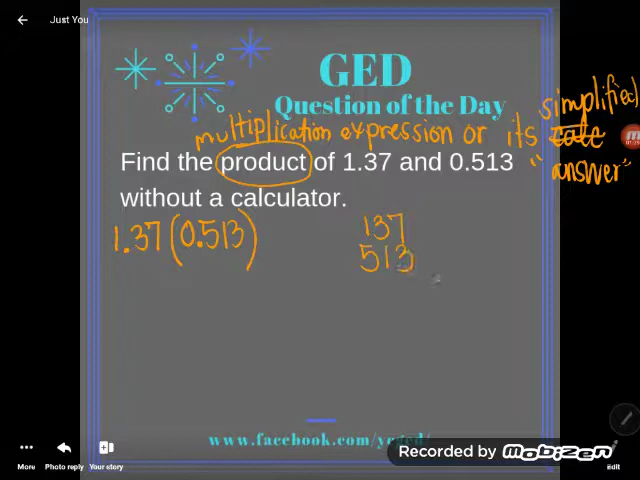 Just You
GED
Question of the Day
simplified
multiplication expression or its
"answer"
Find the product of 1.37 and 0.513
without a calculator.
1.37(0.513)
137
513
www.facebook.com/ycged/
Recorded by MOBIZEN
More
Photo reply
Your story
Edit